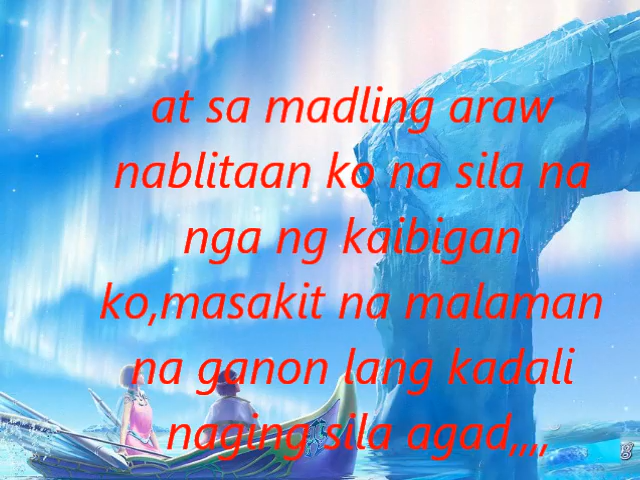 at sa madling araw
nablitaan ko na sila na
nga ng kaibigan
ko,masakit na malaman
na ganon lang kadali
naging sila agad,,,,